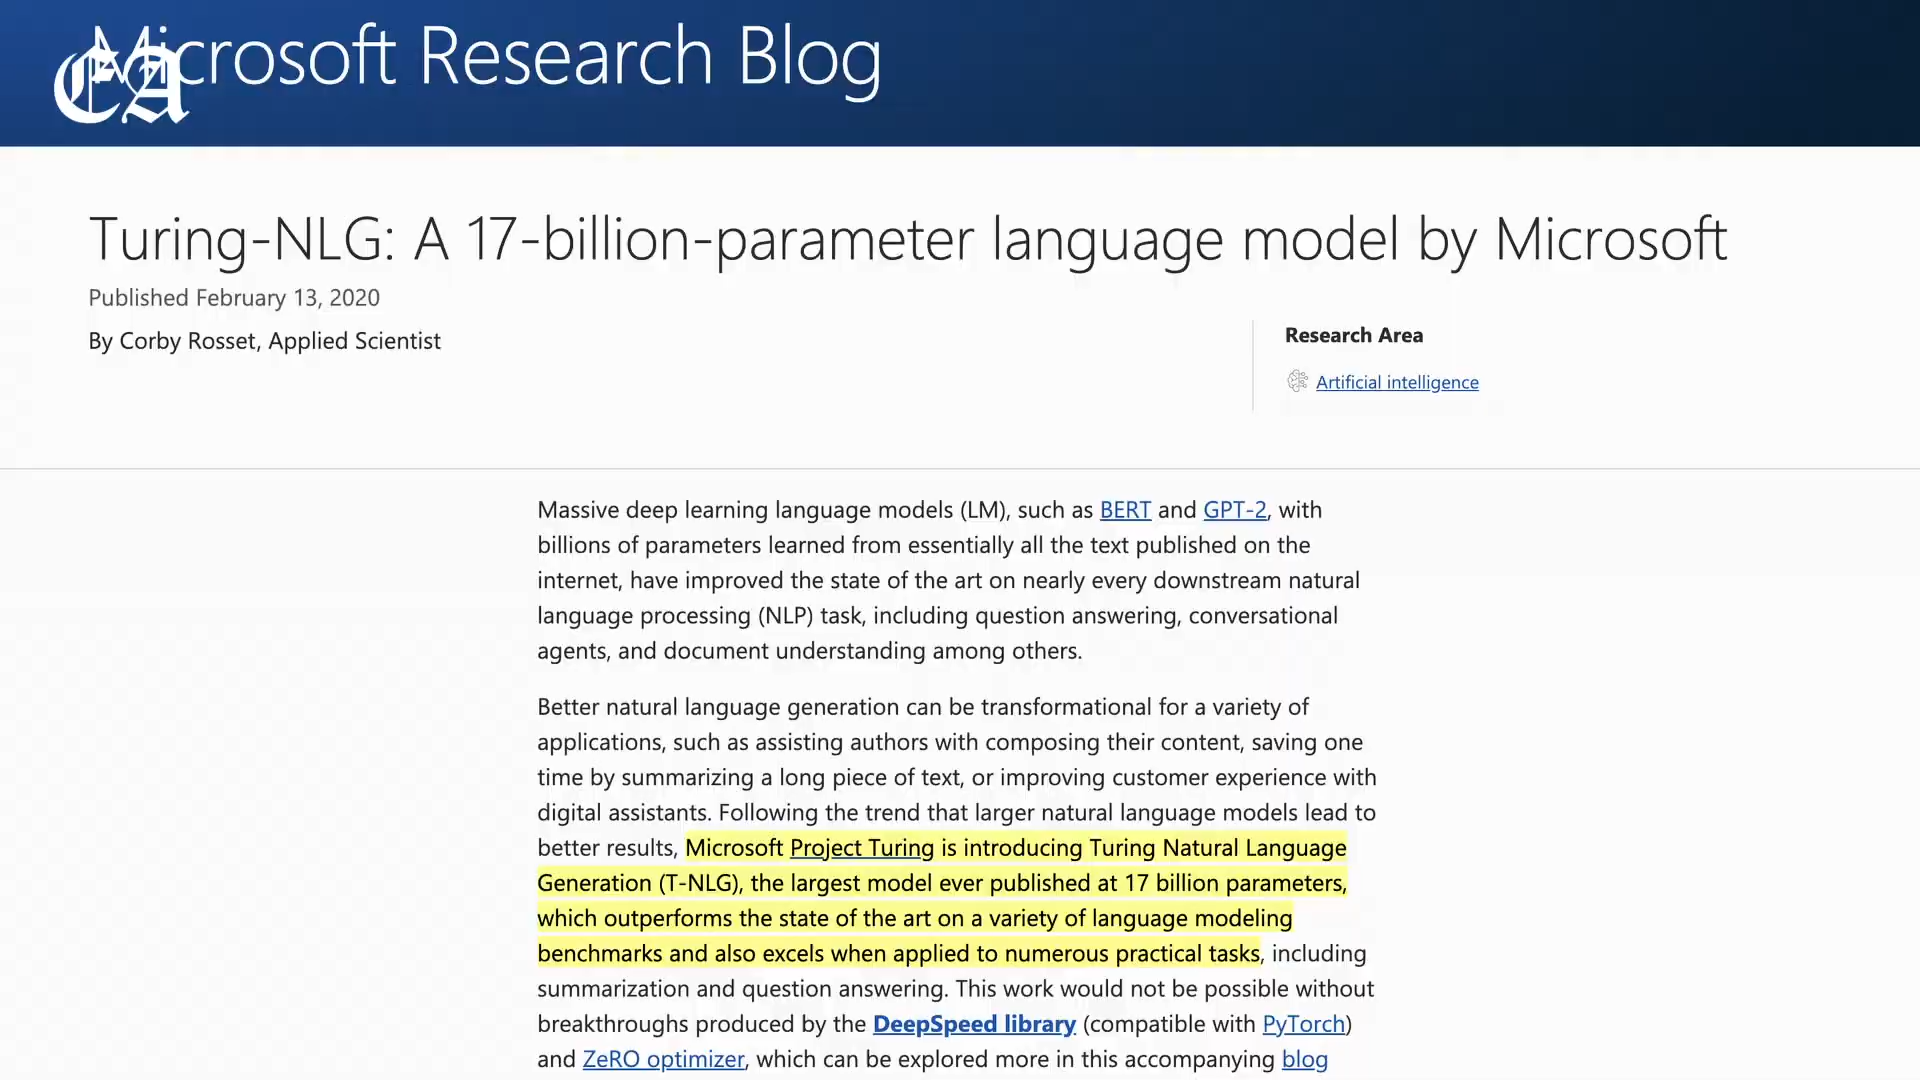 Microsoft Research Blog
CA
Turing-NLG: A 17-billion-parameter language model by Microsoft
Published February 13, 2020
By Corby Rosset, Applied Scientist
Research Area
Artificial intelligence
Massive deep learning language models (LM), such as BERT and GPT-2, with
billions of parameters learned from essentially all the text published on the
internet, have improved the state of the art on nearly every downstream natural
language processing (NLP) task, including question answering, conversational
agents, and document understanding among others.
Better natural language generation can be transformational for a variety of
applications, such as assisting authors with composing their content, saving one
time by summarizing a long piece of text, or improving customer experience with
digital assistants. Following the trend that larger natural language models lead to
better results, Microsoft Project Turing is introducing Turing Natural Language
Generation (T-NLG), the largest model ever published at 17 billion parameters,
which outperforms the state of the art on a variety of language modeling
benchmarks and also excels when applied to numerous practical tasks, including
summarization and question answering. This work would not be possible without
breakthroughs produced by the DeepSpeed library (compatible with PyTorch)
and ZeRO optimizer, which can be explored more in this accompanying blog